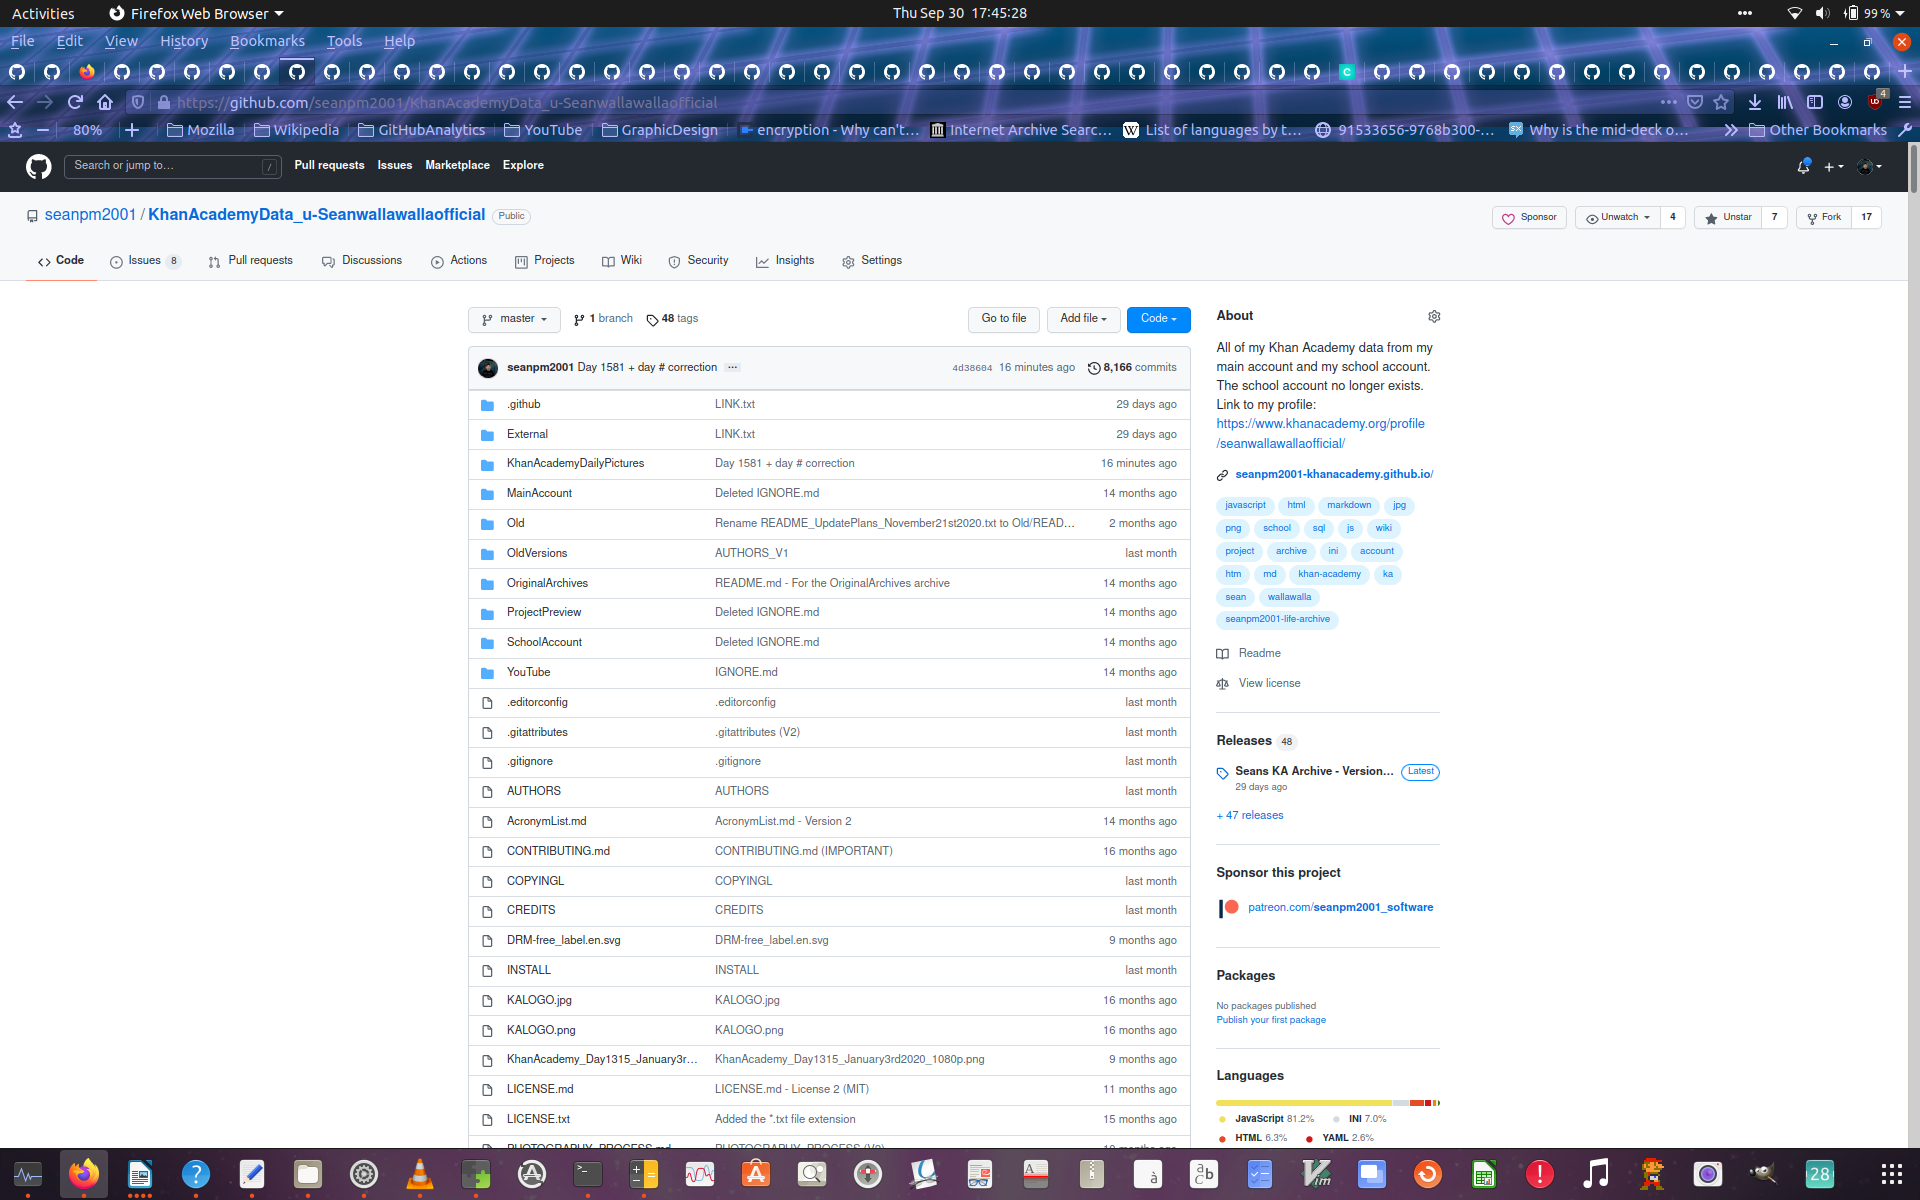 Activities Firefox Web Browser Thu Sep 30 17:45:28 99 %
File Edit View History Bookmarks Tools Help
https://github.com/seanpm2001/KhanAcademyData_u-Seanwallawallaofficial 4
80% Mozilla Wikipedia GitHubAnalytics YouTube GraphicDesign encryption - Why can't… Internet Archive Searc… List of languages by t… 91533656-9768b300-… Why is the mid-deck o… Other Bookmarks
Search or jump to… / Pull requests Issues Marketplace Explore
seanpm2001 / KhanAcademyData_u-Seanwallawallaofficial Public Sponsor Unwatch 4 Unstar 7 Fork 17
Code Issues 8 Pull requests Discussions Actions Projects Wiki Security Insights Settings
master 1 branch 48 tags Go to file Add file Code
seanpm2001 Day 1581 + day # correction … 4d38604 16 minutes ago 8,166 commits
.github LINK.txt 29 days ago
External LINK.txt 29 days ago
KhanAcademyDailyPictures Day 1581 + day # correction 16 minutes ago
MainAccount Deleted IGNORE.md 14 months ago
Old Rename README_UpdatePlans_November21st2020.txt to Old/READ… 2 months ago
OldVersions AUTHORS_V1 last month
OriginalArchives README.md - For the OriginalArchives archive 14 months ago
ProjectPreview Deleted IGNORE.md 14 months ago
SchoolAccount Deleted IGNORE.md 14 months ago
YouTube IGNORE.md 14 months ago
.editorconfig .editorconfig last month
.gitattributes .gitattributes (V2) last month
.gitignore .gitignore last month
AUTHORS AUTHORS last month
AcronymList.md AcronymList.md - Version 2 14 months ago
CONTRIBUTING.md CONTRIBUTING.md (IMPORTANT) 16 months ago
COPYINGL COPYINGL last month
CREDITS CREDITS last month
DRM-free_label.en.svg DRM-free_label.en.svg 9 months ago
INSTALL INSTALL last month
KALOGO.jpg KALOGO.jpg 16 months ago
KALOGO.png KALOGO.png 16 months ago
KhanAcademy_Day1315_January3r… KhanAcademy_Day1315_January3rd2020_1080p.png 9 months ago
LICENSE.md LICENSE.md - License 2 (MIT) 11 months ago
LICENSE.txt Added the *.txt file extension 15 months ago
About
All of my Khan Academy data from my
main account and my school account.
The school account no longer exists.
Link to my profile:
https://www.khanacademy.org/profile
/seanwallawallaofficial/
seanpm2001-khanacademy.github.io/
javascript html markdown jpg
png school sql js wiki
project archive ini account
htm md khan-academy ka
sean wallawalla
seanpm2001-life-archive
Readme
View license
Releases 48
Seans KA Archive - Version… Latest
29 days ago
+ 47 releases
Sponsor this project
patreon.com/seanpm2001_software
Packages
No packages published
Publish your first package
Languages
JavaScript 81.2% INI 7.0%
HTML 6.3% YAML 2.6%
28